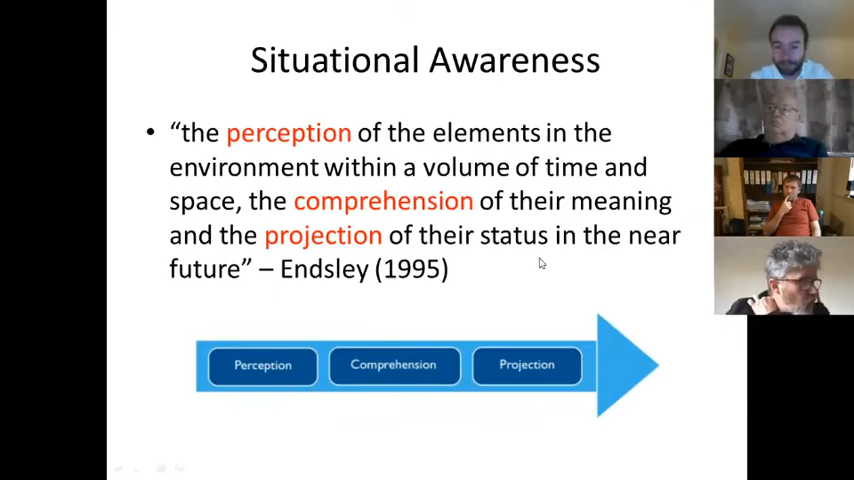 Situational Awareness
• “the perception of the elements in the
environment within a volume of time and
space, the comprehension of their meaning
and the projection of their status in the near
future” – Endsley (1995)
Perception
Comprehension
Projection